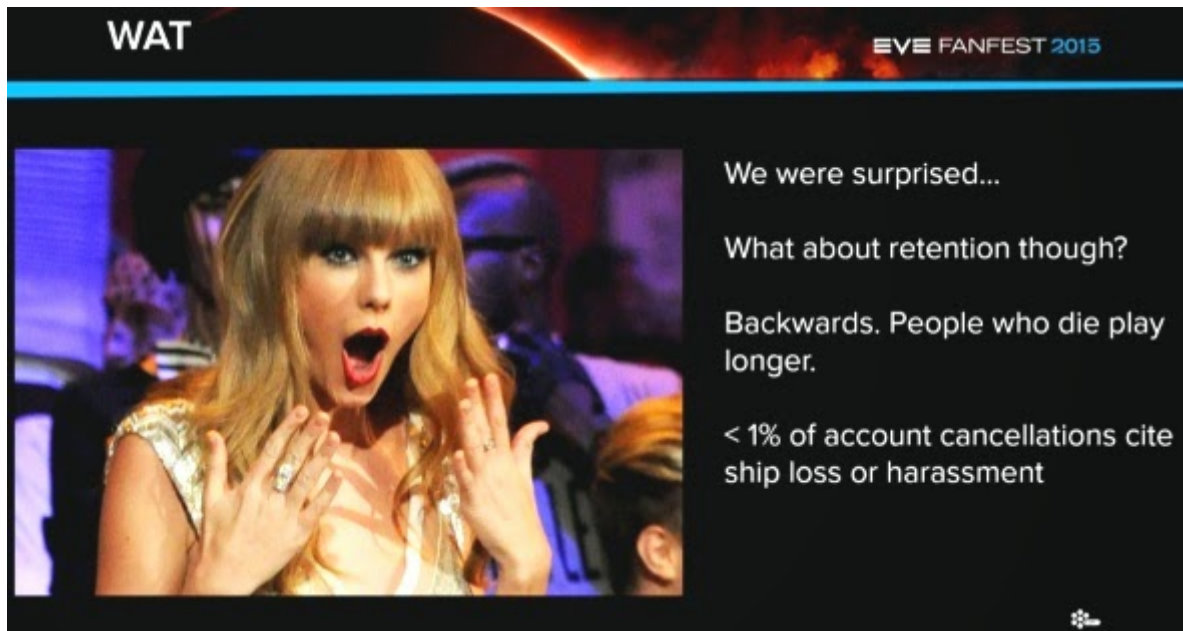 WAT
EVE FANFEST 2015
We were surprised...
What about retention though?
Backwards. People who die play
longer.
< 1% of account cancellations cite
ship loss or harassment